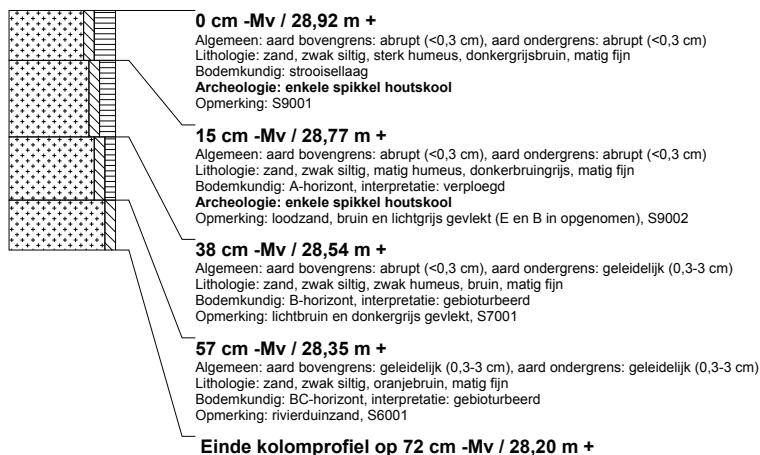 0 cm -Mv / 28,92 m +
Algemeen: aard bovengrens: abrupt (<0,3 cm), aard ondergrens: abrupt (<0,3 cm)
Lithologie: zand, zwak siltig, sterk humeus, donkergrijsbruin, matig fijn
Bodemkundig: strooisellaag
Archeologie: enkele spikkel houtskool
Opmerking: S9001
15 cm -Mv / 28,77 m +
Algemeen: aard bovengrens: abrupt (<0,3 cm), aard ondergrens: abrupt (<0,3 cm)
Lithologie: zand, zwak siltig, matig humeus, donkerbruingrijs, matig fijn
Bodemkundig: A-horizont, interpretatie: verploegd
Archeologie: enkele spikkel houtskool
Opmerking: loodzand, bruin en lichtgrijs gevlekt (E en B in opgenomen), S9002
38 cm -Mv / 28,54 m +
Algemeen: aard bovengrens: abrupt (<0,3 cm), aard ondergrens: geleidelijk (0,3-3 cm)
Lithologie: zand, zwak siltig, zwak humeus, bruin, matig fijn
Bodemkundig: B-horizont, interpretatie: gebioturbeerd
Opmerking: lichtbruin en donkergrijs gevlekt, S7001
57 cm -Mv / 28,35 m +
Algemeen: aard bovengrens: geleidelijk (0,3-3 cm), aard ondergrens: geleidelijk (0,3-3 cm)
Lithologie: zand, zwak siltig, oranjebruin, matig fijn
Bodemkundig: BC-horizont, interpretatie: gebioturbeerd
Opmerking: rivierduinzand, S6001
Einde kolomprofiel op 72 cm -Mv / 28,20 m +